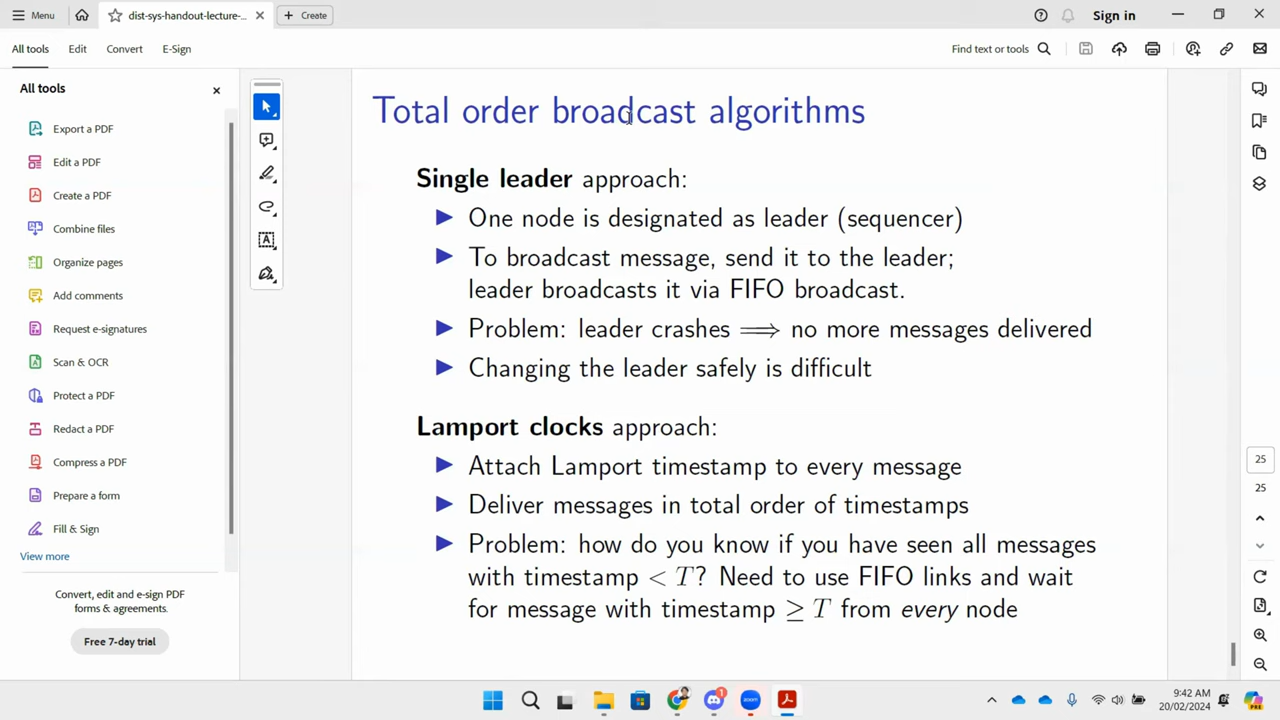 Menu
dist-sys-handout-lecture-...
Create
Sign in
All tools
Edit
Convert
E-Sign
Find text or tools
All tools
Export a PDF
Edit a PDF
Create a PDF
Combine files
Organize pages
Add comments
Request e-signatures
Scan & OCR
Protect a PDF
Redact a PDF
Compress a PDF
Prepare a form
Fill & Sign
View more
Convert, edit and e-sign PDF
forms & agreements.
Free 7-day trial
Total order broadcast algorithms
Single leader approach:
▶ One node is designated as leader (sequencer)
▶ To broadcast message, send it to the leader;
leader broadcasts it via FIFO broadcast.
▶ Problem: leader crashes ⟹ no more messages delivered
▶ Changing the leader safely is difficult
Lamport clocks approach:
▶ Attach Lamport timestamp to every message
▶ Deliver messages in total order of timestamps
▶ Problem: how do you know if you have seen all messages
with timestamp < T? Need to use FIFO links and wait
for message with timestamp ≥ T from every node
25
25
1
9:42 AM
20/02/2024
PRE